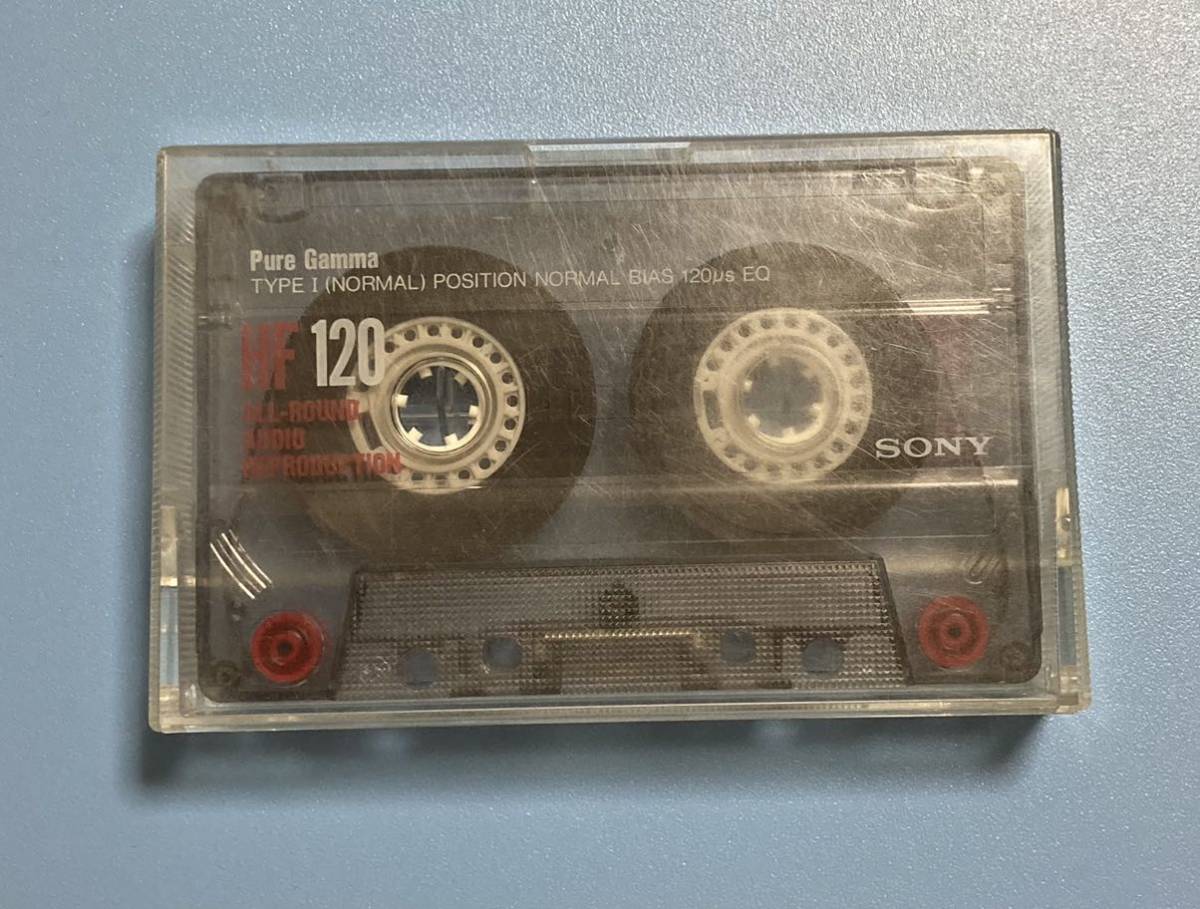 Pure Gamma
TYPE I (NORMAL) POSITION NORMAL BIAS 120µs EQ
HF 120
ALL-ROUND
AUDIO
REPRODUCTION
SONY